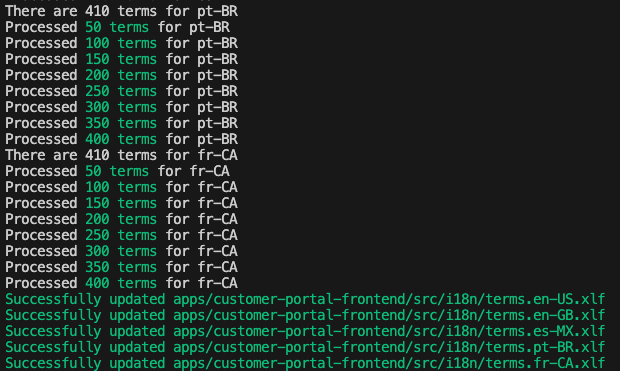 There are 410 terms for pt-BR
Processed 50 terms for pt-BR
Processed 100 terms for pt-BR
Processed 150 terms for pt-BR
Processed 200 terms for pt-BR
Processed 250 terms for pt-BR
Processed 300 terms for pt-BR
Processed 350 terms for pt-BR
Processed 400 terms for pt-BR
There are 410 terms for fr-CA
Processed 50 terms for fr-CA
Processed 100 terms for fr-CA
Processed 150 terms for fr-CA
Processed 200 terms for fr-CA
Processed 250 terms for fr-CA
Processed 300 terms for fr-CA
Processed 350 terms for fr-CA
Processed 400 terms for fr-CA
Successfully updated apps/customer-portal-frontend/src/i18n/terms.en-US.xlf
Successfully updated apps/customer-portal-frontend/src/i18n/terms.en-GB.xlf
Successfully updated apps/customer-portal-frontend/src/i18n/terms.es-MX.xlf
Successfully updated apps/customer-portal-frontend/src/i18n/terms.pt-BR.xlf
Successfully updated apps/customer-portal-frontend/src/i18n/terms.fr-CA.xlf